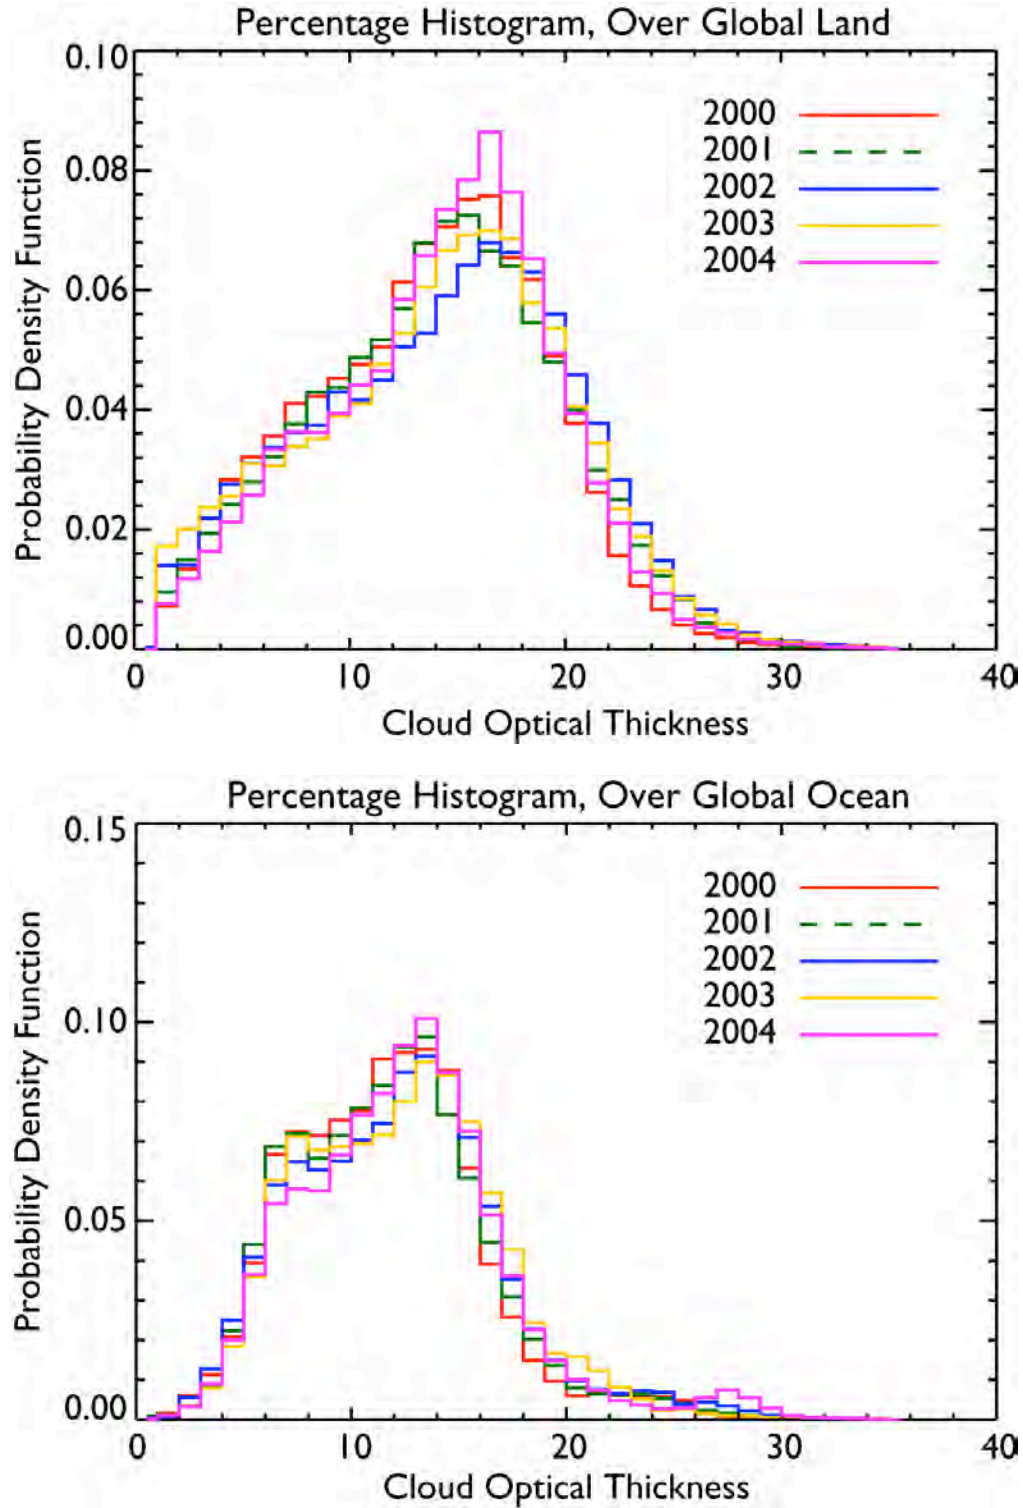 Percentage Histogram, Over Global Land
0.10
0.08
0.06
0.04
0.02
0.00
Probability Density Function
2000
2001
2002
2003
2004
0 10 20 30 40
Cloud Optical Thickness
Percentage Histogram, Over Global Ocean
0.15
0.10
0.05
0.00
Probability Density Function
2000
2001
2002
2003
2004
0 10 20 30 40
Cloud Optical Thickness